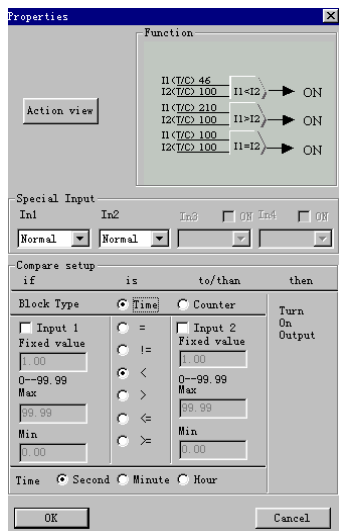 Properties
Function
I1(T/C) 46
I2(T/C) 100 I1<I2 ON
I1(T/C) 210
I2(T/C) 100 I1>I2 ON
I1(T/C) 100
I2(T/C) 100 I1=I2 ON
Action view
Special Input
In1 In2 In3 ON In4 ON
Normal Normal
Compare setup
if is to/than then
Block Type Time Counter
Turn
On
Output
Input 1 = Input 2
Fixed value != Fixed value
1.00 1.00
0--99.99 < 0--99.99
Max > Max
99.99 <= 99.99
Min >= Min
0.00 0.00
Time Second Minute Hour
OK Cancel